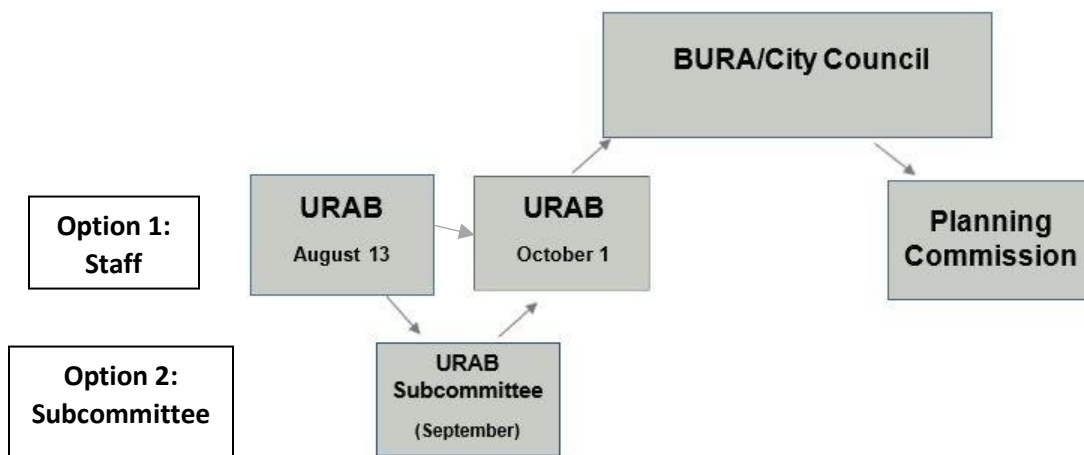 BURA/City Council
Option 1:
Staff
URAB
August 13
URAB
October 1
Planning
Commission
Option 2:
Subcommittee
URAB
Subcommittee
(September)